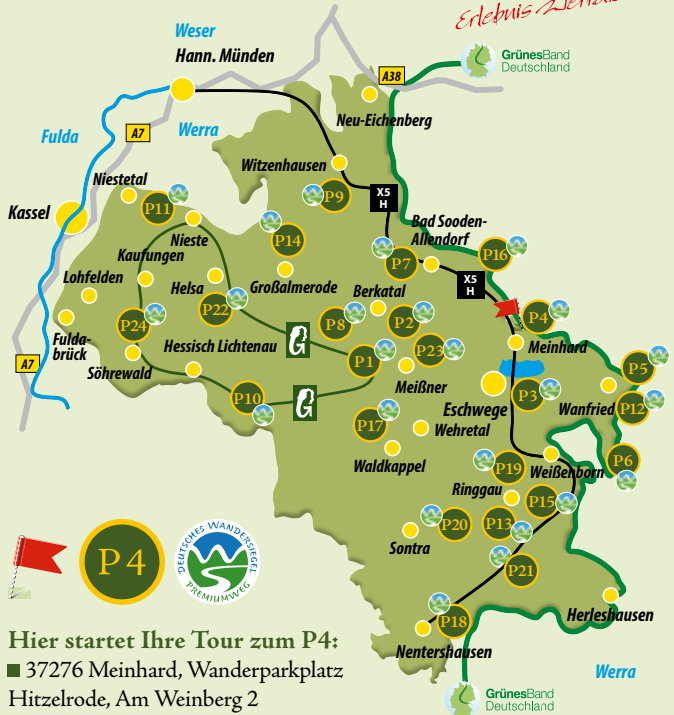 Erlebnis
Weser
Hann. Münden
GrünesBand
Deutschland
A38
Neu-Eichenberg
A7
Werra
Fulda
Witzenhausen
Niestetal
X5
H
P9
P11
Kassel
Nieste
P14
Bad Sooden-
Allendorf
P16
Kaufungen
P7
Lohfelden
Helsa
Großalmerode
X5
H
Berkatal
P22
P4
P24
P8
P2
Fulda-
brück
Hessisch Lichtenau
G
P1
P23
Meinhard
A7
Söhrewald
Meißner
P5
P10
G
Eschwege
P3
Wanfried
P12
P17
Wehretal
Waldkappel
P19
Weißenborn
P6
Ringgau
P15
P20
P13
Sontra
P21
P4
DEUTSCHES WANDERSIEGEL
PREMIUMWEG
P18
Herleshausen
Nentershausen
Werra
Hier startet Ihre Tour zum P4:
37276 Meinhard, Wanderparkplatz
Hitzelrode, Am Weinberg 2
GrünesBand
Deutschland